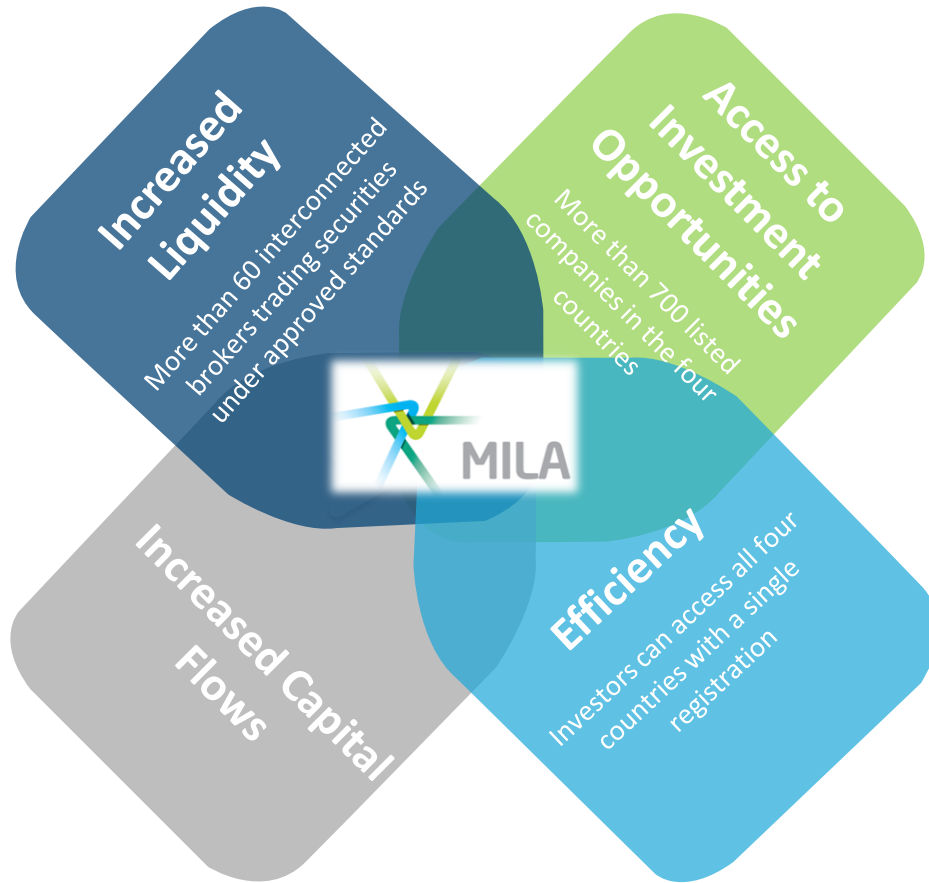 Increased
Liquidity
More than 60 interconnected
brokers trading securities
under approved standards
Access to
Investment
Opportunities
More than 700 listed
companies in the four
countries
MILA
Increased Capital
Flows
Efficiency
Investors can access all four
countries with a single
registration